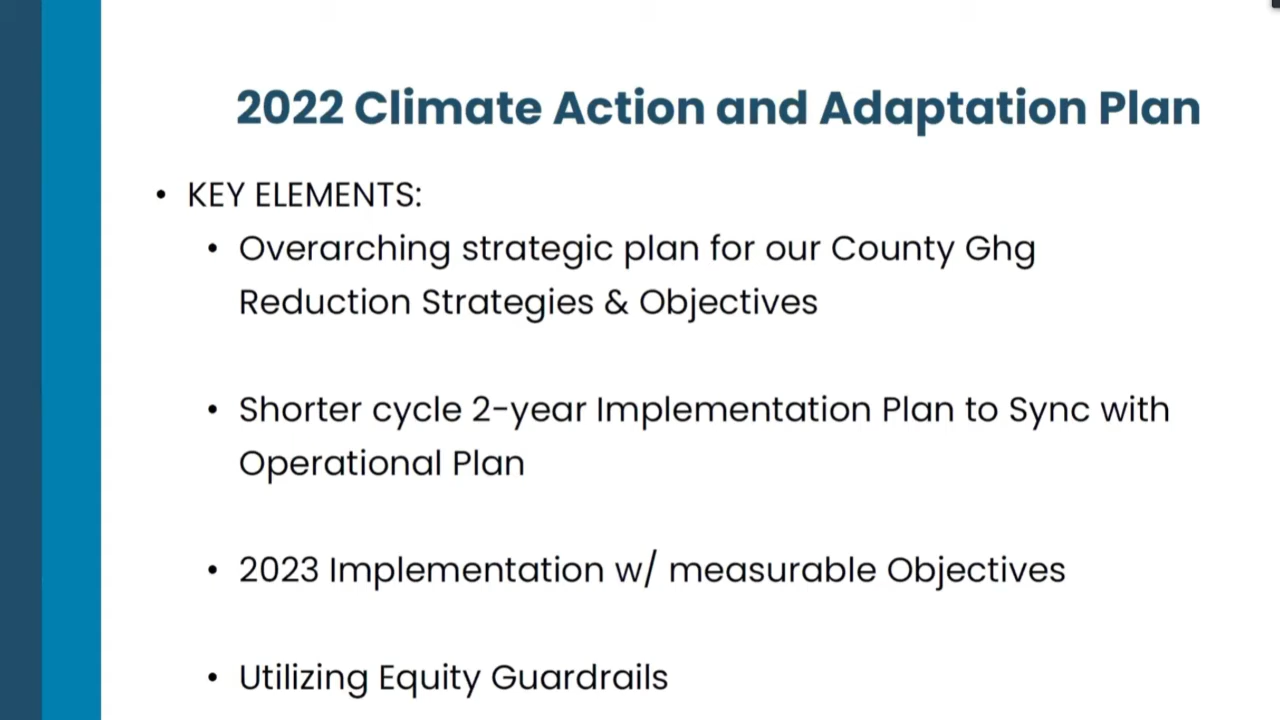 2022 Climate Action and Adaptation Plan
• KEY ELEMENTS:
• Overarching strategic plan for our County Ghg
Reduction Strategies & Objectives
• Shorter cycle 2-year Implementation Plan to Sync with
Operational Plan
• 2023 Implementation w/ measurable Objectives
• Utilizing Equity Guardrails